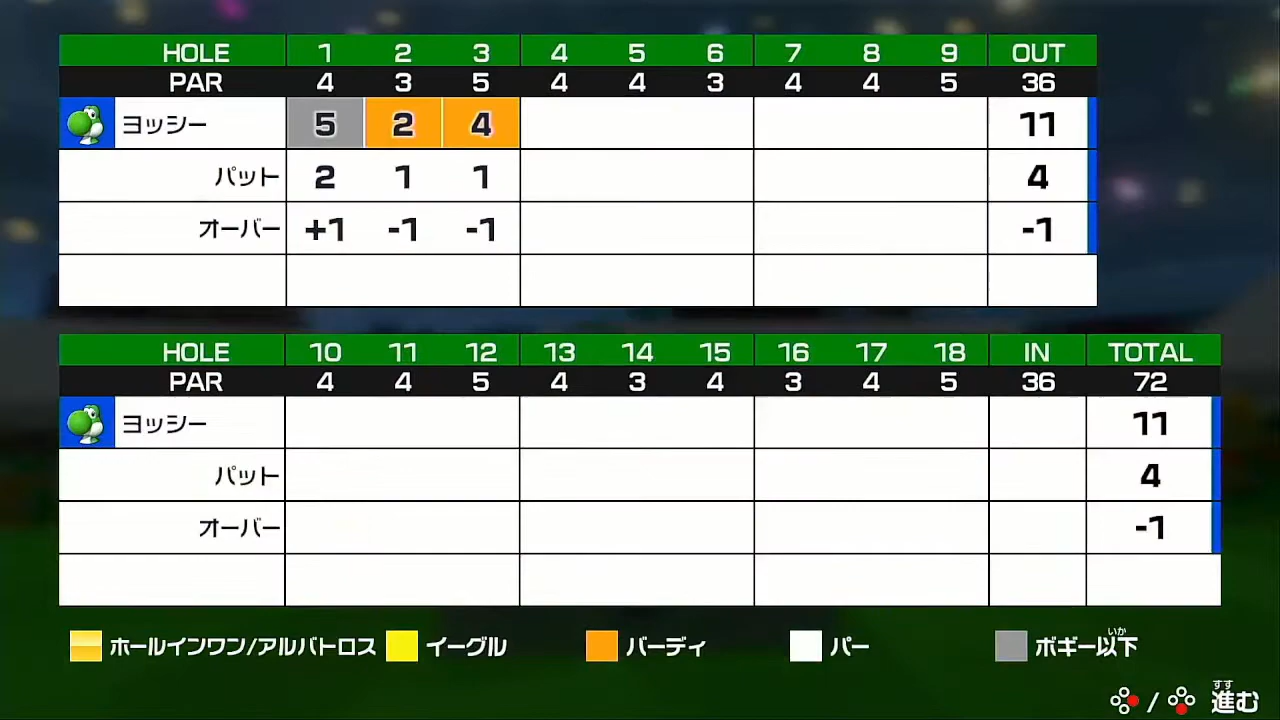 HOLE 1 2 3 4 5 6 7 8 9 OUT
PAR 4 3 5 4 4 3 4 4 5 36
ヨッシー 5 2 4 11
パット 2 1 1 4
オーバー +1 -1 -1 -1
HOLE 10 11 12 13 14 15 16 17 18 IN TOTAL
PAR 4 4 5 4 3 4 3 4 5 36 72
ヨッシー 11
パット 4
オーバー -1
ホールインワン/アルバトロス イーグル バーディ パー ボギー以下
いか
/ 進む
すす